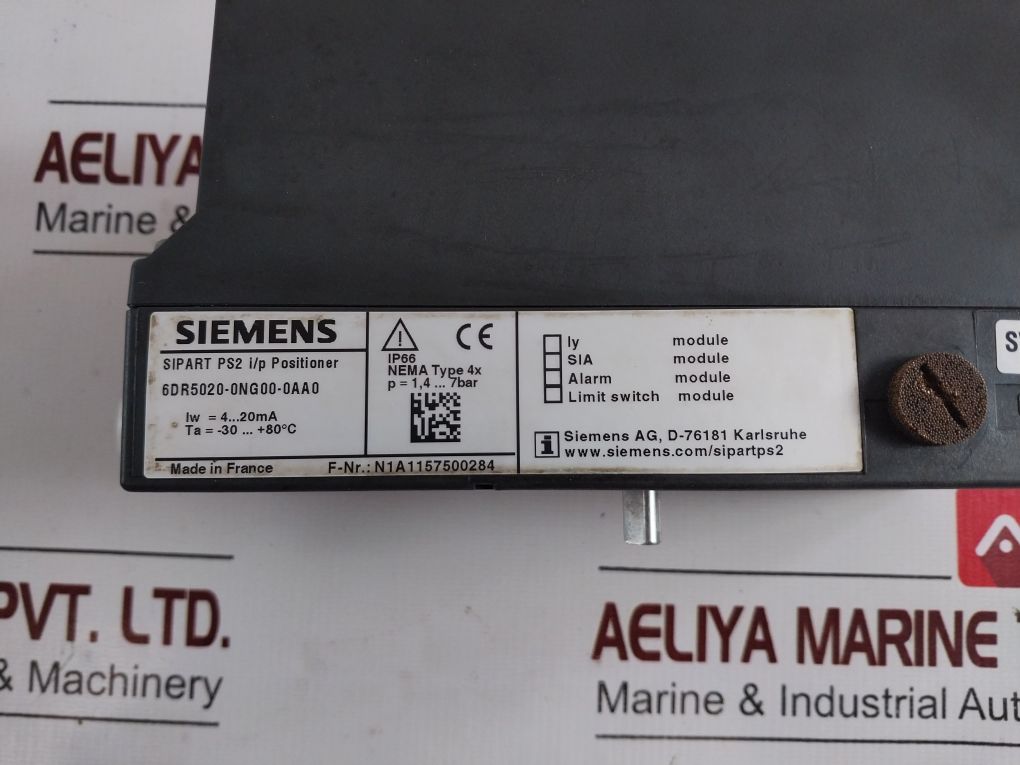 AELIYA
Marine &
SIEMENS
SIPART PS2 i/p Positioner
6DR5020-0NG00-0AA0
Iw = 4...20mA
Ta = -30 ... +80°C
Made in France
F-Nr.: N1A1157500284
CE
IP66
NEMA Type 4x
p = 1,4 ... 7bar
Iy module
SIA module
Alarm module
Limit switch module
i Siemens AG, D-76181 Karlsruhe
www.siemens.com/sipartps2
PVT. LTD.
& Machinery
AELIYA MARINE
Marine & Industrial Aut